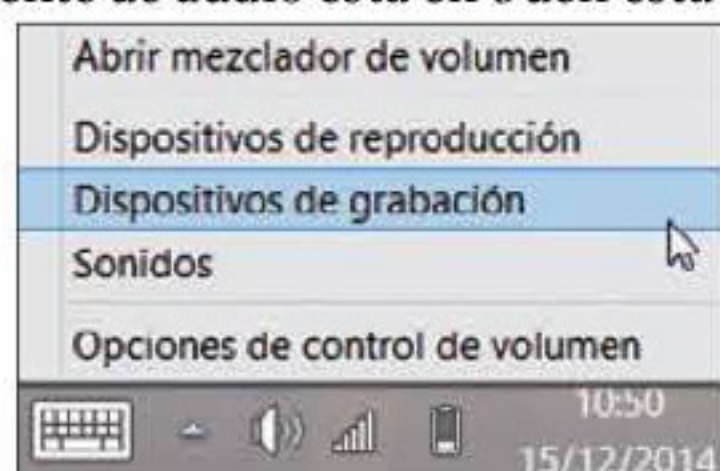 Abrir mezclador de volumen
Dispositivos de reproducción
Dispositivos de grabación
Sonidos
Opciones de control de volumen
10:50
15/12/2014